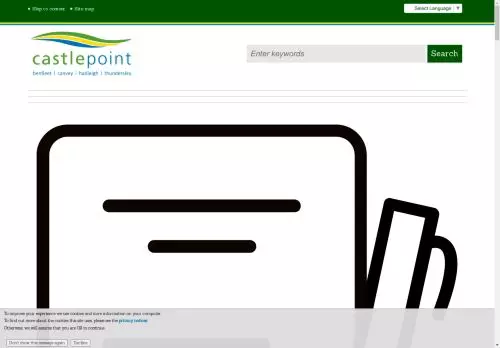 Skip to content
Site map
Select Language
castlepoint
benfleet | canvey | hadleigh | thundersley
Enter keywords
Search
To improve your experience we use cookies and store information on your computer.
To find out more about the cookies this site uses, please see the privacy notices
Otherwise, we will assume that you are OK to continue.
Don't show this message again
Decline